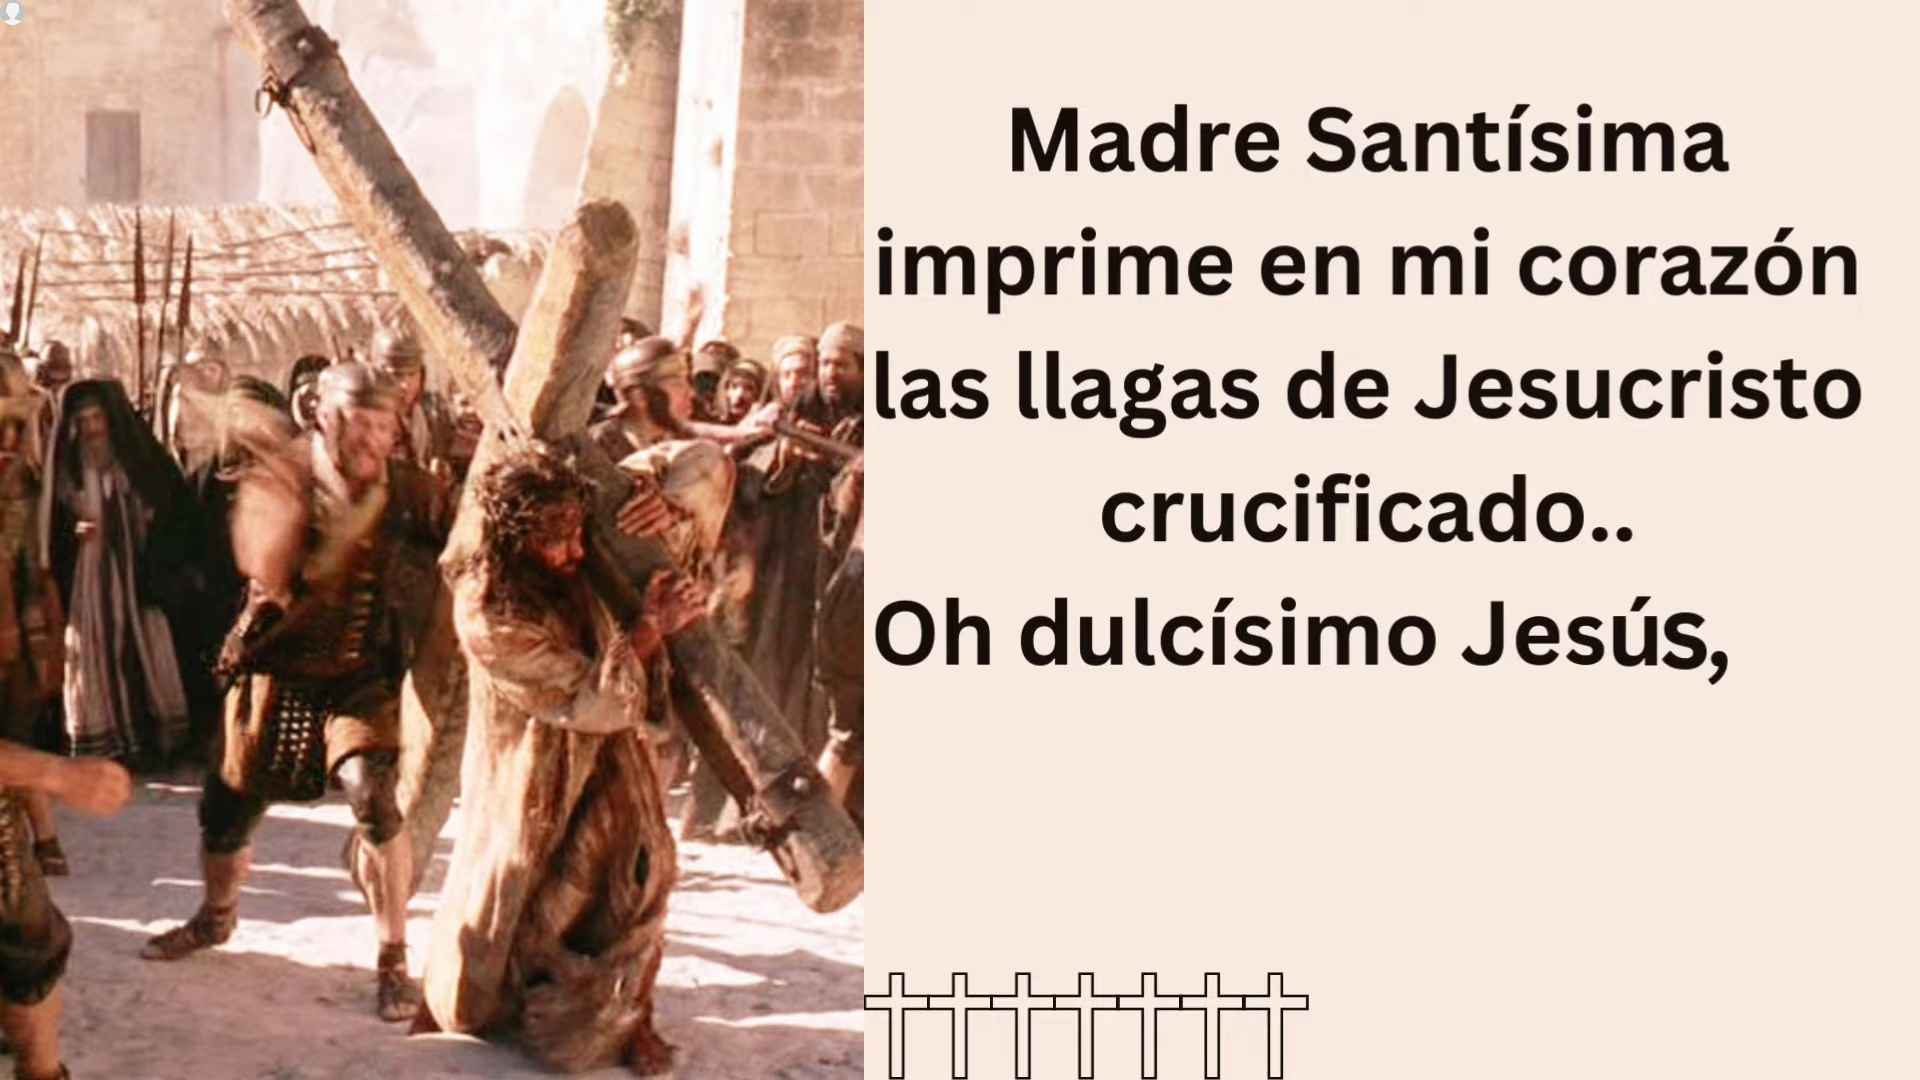 Madre Santísima
imprime en mi corazón
las llagas de Jesucristo
crucificado..
Oh dulcísimo Jesús,